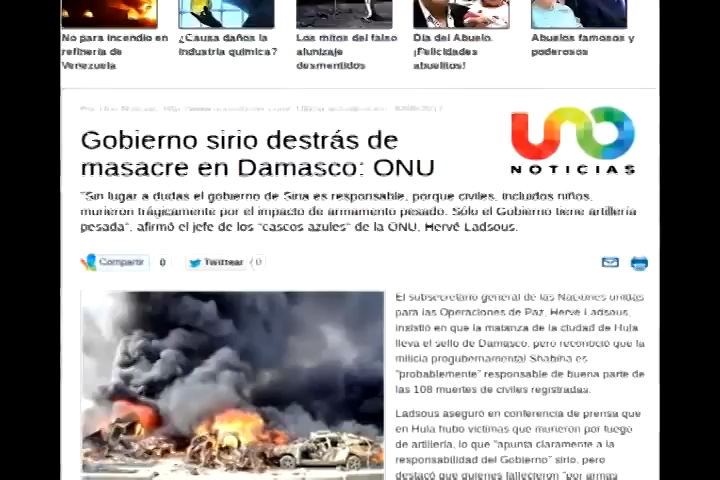 No para incendio en
refinería de
Venezuela
¿Causa daños la
industria química?
Los mitos del falso
alunizaje
desmentidos
Día del Abuelo.
¡Felicidades
abuelitos!
Abuelos famosos y
poderosos
Gobierno sirio destrás de
masacre en Damasco: ONU
UNO
NOTICIAS
"Sin lugar a dudas el gobierno de Siria es responsable, porque civiles, incluidos niños,
murieron trágicamente por el impacto de armamento pesado. Sólo el Gobierno tiene artillería
pesada", afirmó el jefe de los "cascos azules" de la ONU, Hervé Ladsous.
Compartir 0 Twittear 0
El subsecretario general de las Naciones unidas
para las Operaciones de Paz, Hervé Ladsous,
insistió en que la matanza de la ciudad de Hula
lleva el sello de Damasco, pero reconoció que la
milicia progubernamental Shabiha es
"probablemente" responsable de buena parte de
las 108 muertes de civiles registradas.
Ladsous aseguró en conferencia de prensa que
en Hula hubo víctimas que murieron por fuego
de artillería, lo que "apunta claramente a la
responsabilidad del Gobierno" sirio, pero
destacó que quienes fallecieron "por armas